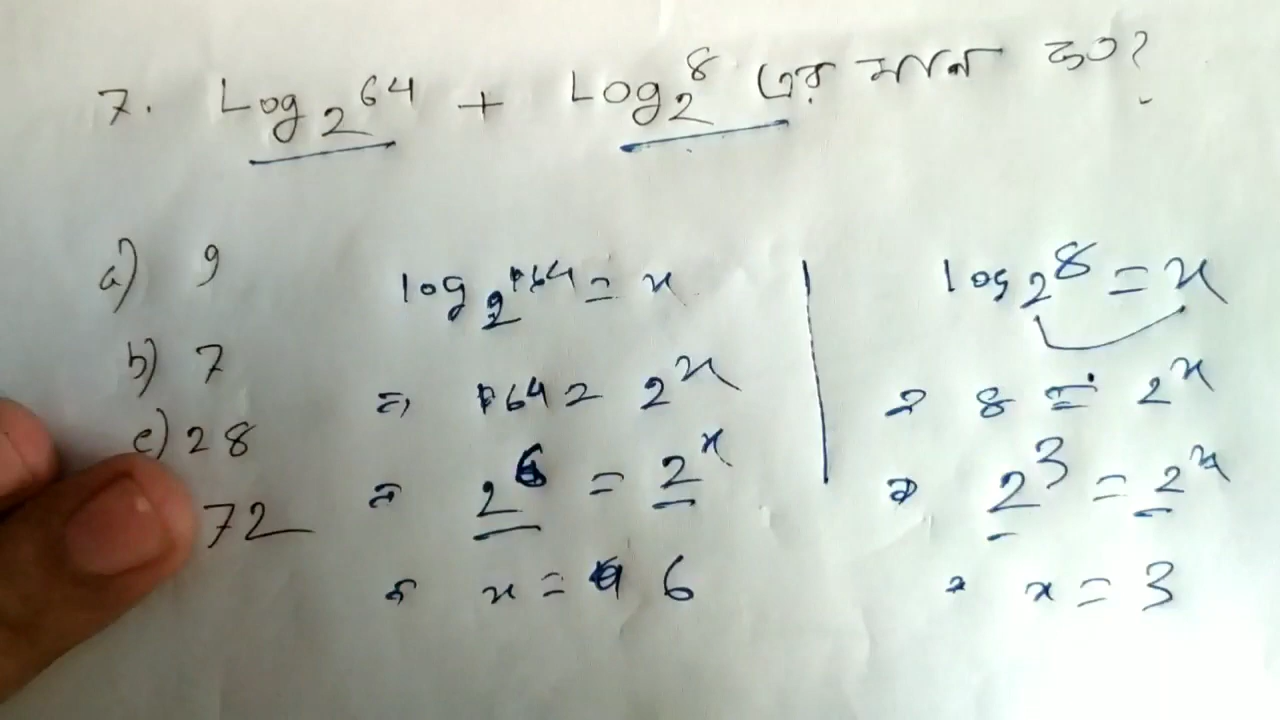 7. Log₂⁶⁴ + Log₂⁸ এর মান কত?
a) 9
b) 7
c) 28
72
log₂⁶⁴ = x
⇒ 64 = 2ˣ
⇒ 2⁶ = 2ˣ
⇒ x = 6
log₂⁸ = x
⇒ 8 = 2ˣ
⇒ 2³ = 2ˣ
⇒ x = 3